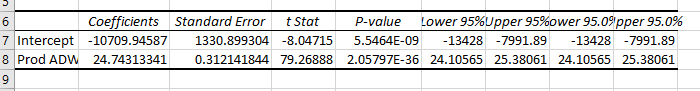 5
6 Coefficients Standard Error t Stat P-value Lower 95% Upper 95% ower 95.0% pper 95.0%
7 Intercept -10709.94587 1330.899304 -8.04715 5.5464E-09 -13428 -7991.89 -13428 -7991.89
8 Prod ADW 24.74313341 0.312141844 79.26888 2.05797E-36 24.10565 25.38061 24.10565 25.38061
9